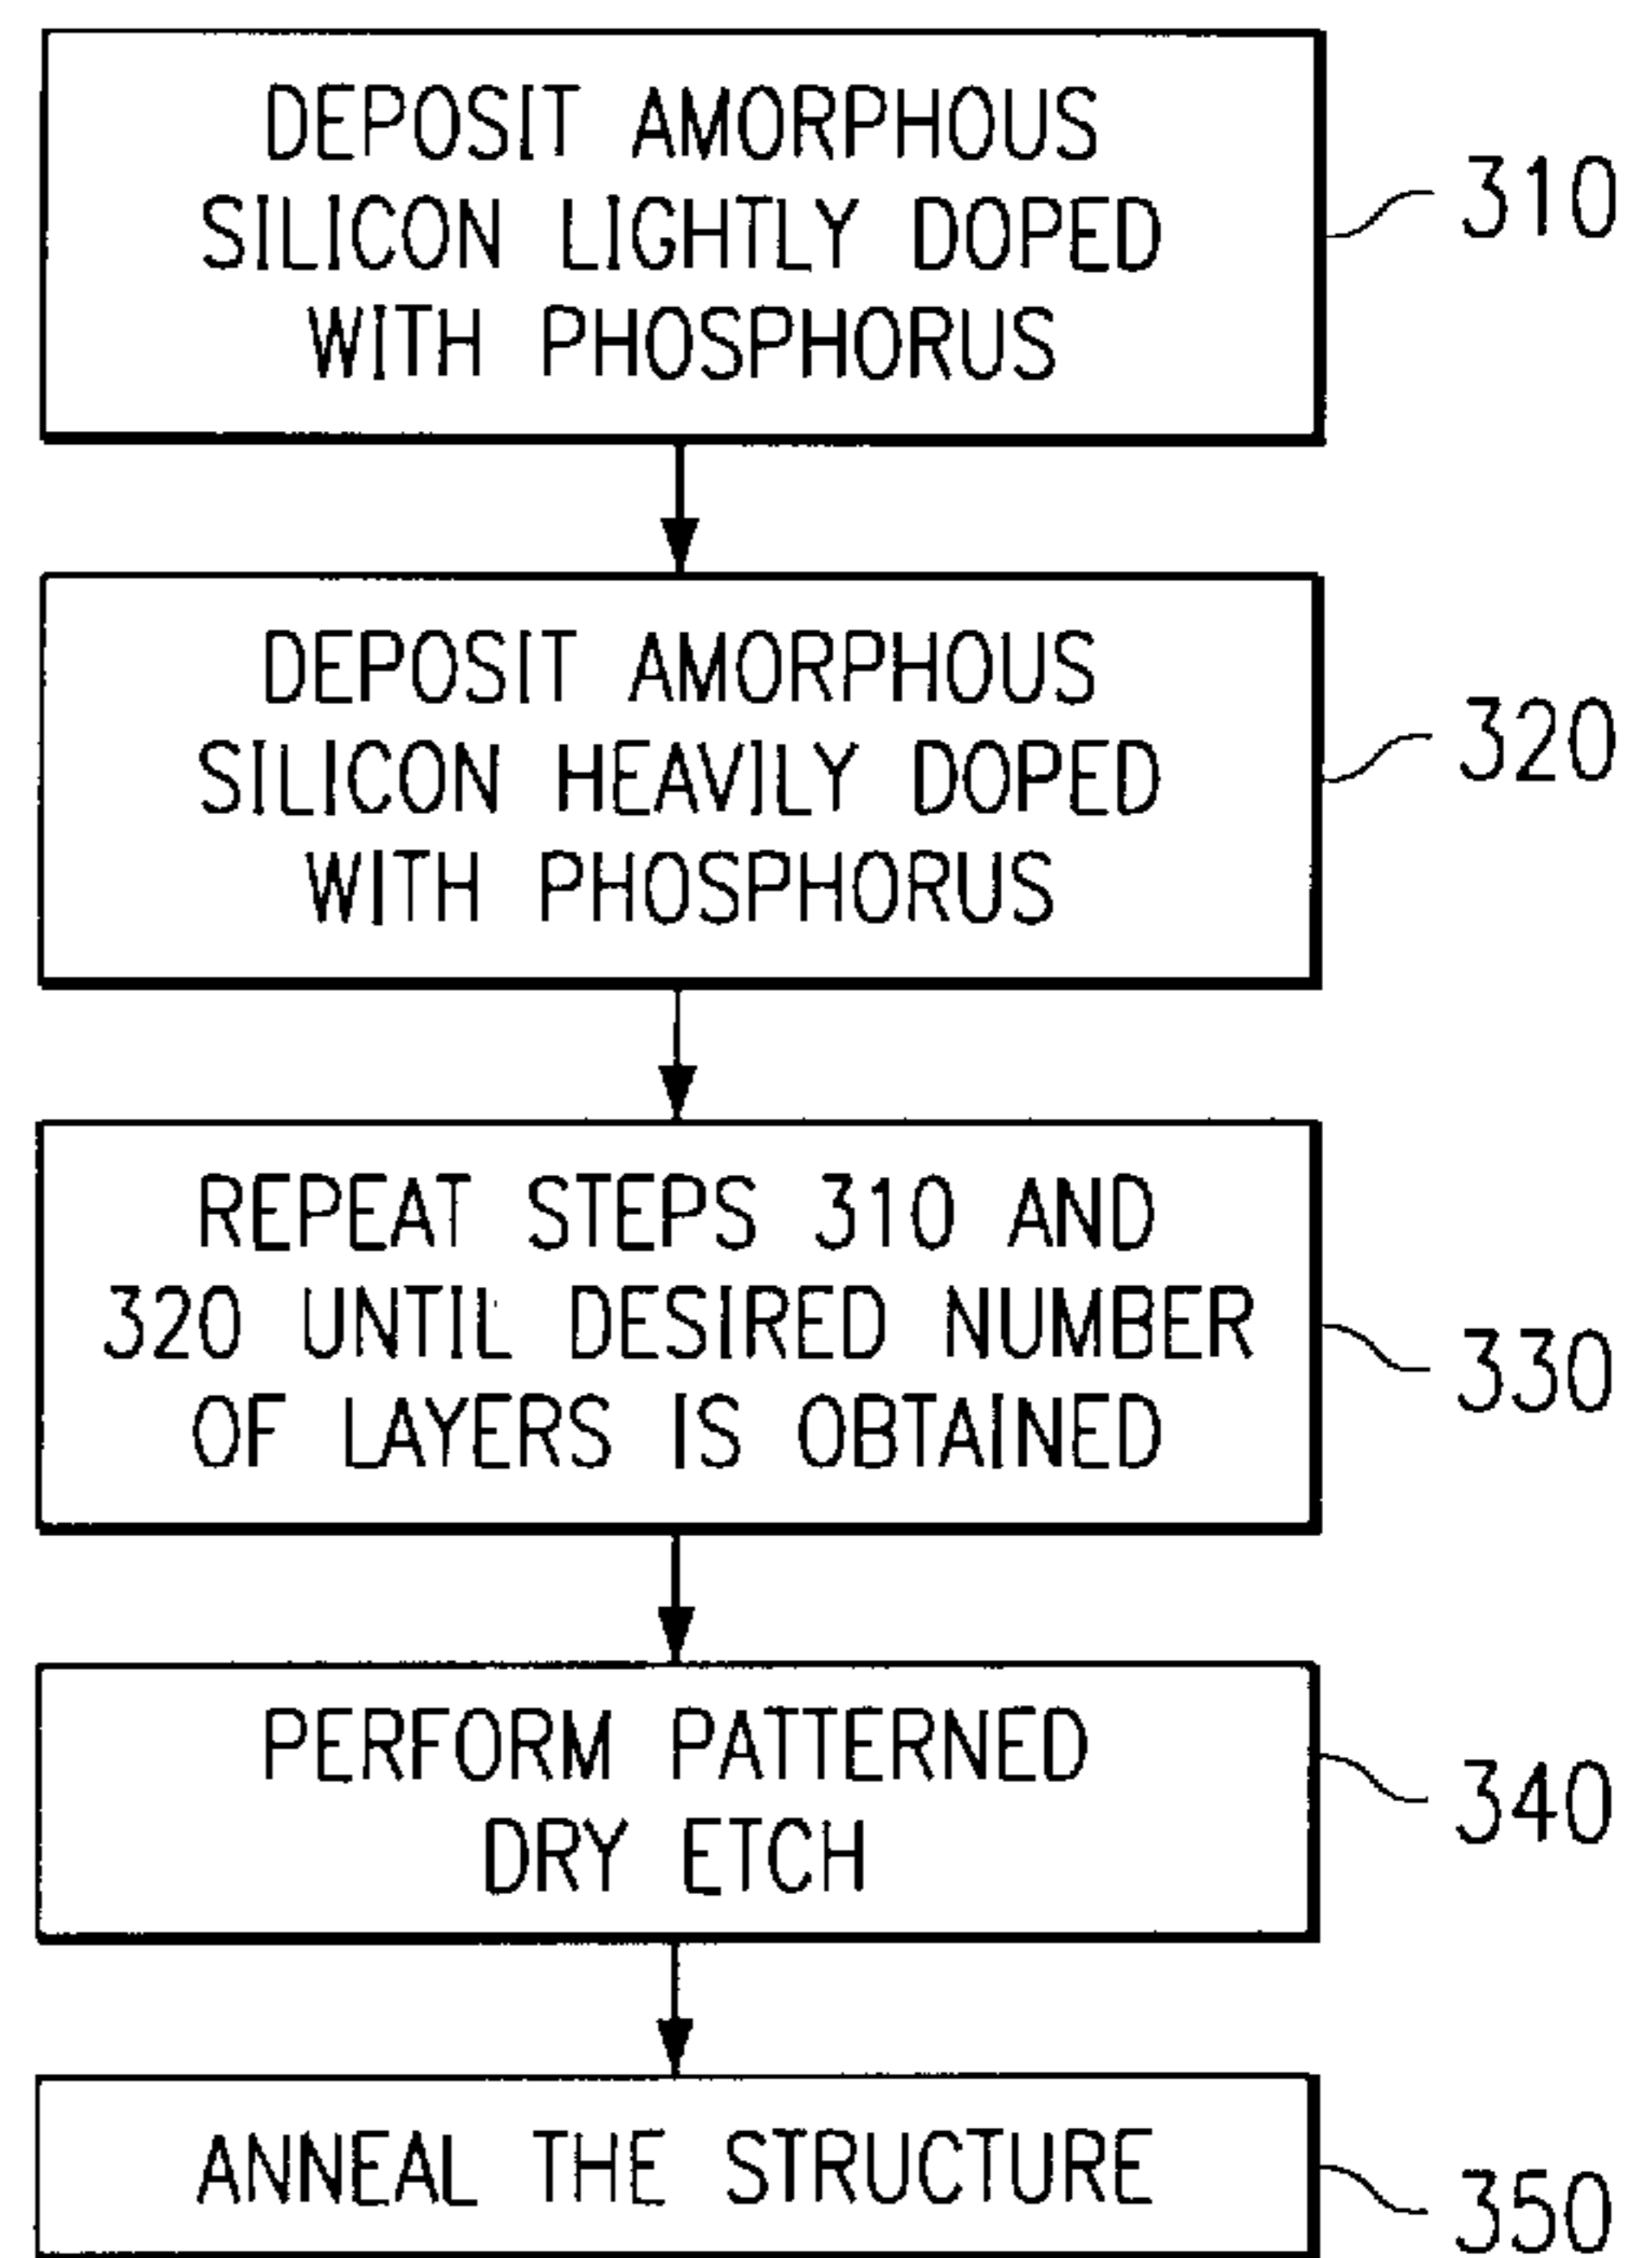 DEPOSIT AMORPHOUS
SILICON LIGHTLY DOPED
WITH PHOSPHORUS
310
DEPOSIT AMORPHOUS
SILICON HEAVILY DOPED
WITH PHOSPHORUS
320
REPEAT STEPS 310 AND
320 UNTIL DESIRED NUMBER
OF LAYERS IS OBTAINED
330
PERFORM PATTERNED
DRY ETCH
340
ANNEAL THE STRUCTURE
350